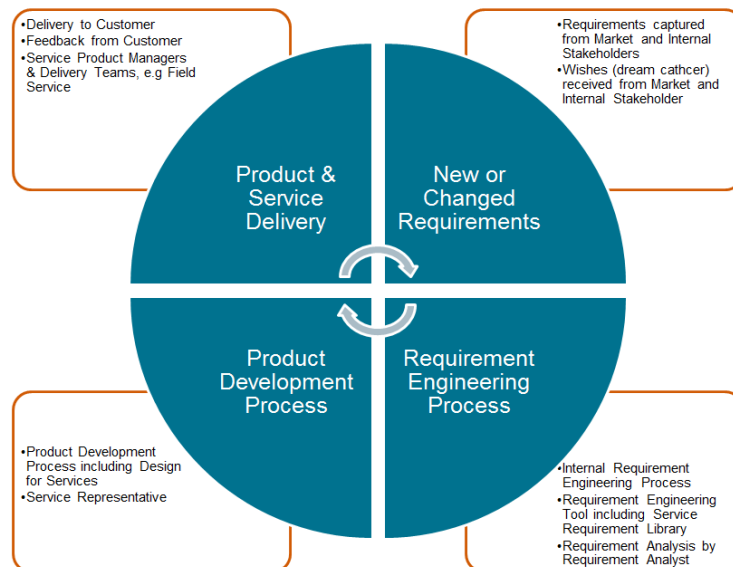 •Delivery to Customer
•Feedback from Customer
•Service Product Managers
& Delivery Teams, e.g Field
Service
•Requirements captured
from Market and Internal
Stakeholders
•Wishes (dream cathcer)
received from Market and
Internal Stakeholder
Product &
Service
Delivery
New or
Changed
Requirements
Product
Development
Process
Requirement
Engineering
Process
•Product Development
Process including Design
for Services
•Service Representative
•Internal Requirement
Engineering Process
•Requirement Engineering
Tool including Service
Requirement Library
•Requirement Analysis by
Requirement Analyst